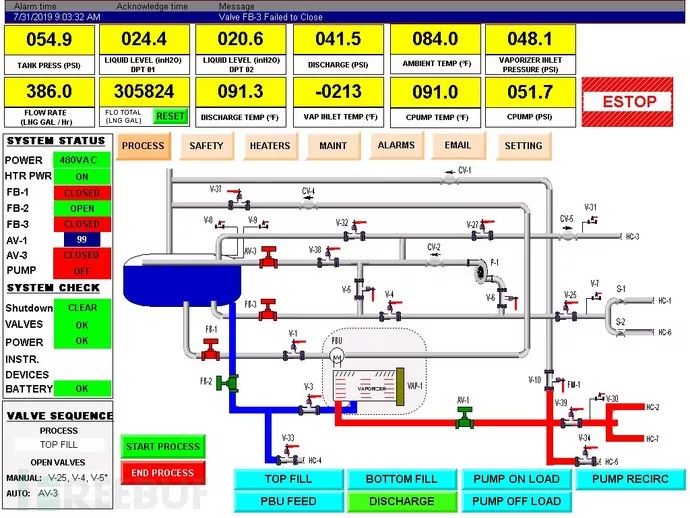 Alarm time Acknowledge time Message
7/31/2019 9:03:32 AM Valve FB-3 Failed to Close
054.9 024.4 020.6 041.5 084.0 048.1
TANK PRESS (PSI) LIQUID LEVEL (inH2O) DPT 01 LIQUID LEVEL (inH2O) DPT 02 DISCHARGE (PSI) AMBIENT TEMP (°F) VAPORIZER INLET PRESSURE (PSI)
386.0 305824 091.3 -0213 091.0 051.7
FLOW RATE (LNG GAL / Hr) FLO TOTAL (LNG GAL) RESET DISCHARGE TEMP (°F) VAP INLET TEMP (°F) CPUMP TEMP (°F) CPUMP (PSI)
ESTOP
SYSTEM STATUS
POWER 480VAC
HTR PWR ON
FB-1 CLOSED
FB-2 OPEN
FB-3 CLOSED
AV-1 99
AV-3 CLOSED
PUMP OFF
SYSTEM CHECK
Shutdown CLEAR
VALVES OK
POWER OK
INSTR.
DEVICES
BATTERY OK
VALVE SEQUENCE
PROCESS
TOP FILL
OPEN VALVES
MANUAL: V-25, V-4, V-5*
AUTO: AV-3
PROCESS SAFETY HEATERS MAINT ALARMS EMAIL SETTING
CV-1
V-37 CV-4
V-31
V-8 V-9 V-32 V-27 CV-5
HC-3
AV-3 V-38 CV-2 P-1
V-5 V-4 V-6 V-7
FB-3 V-25 S-1 HC-1
S-2 HC-6
FB-1 V-1 PBU
FB-2 V-3 VAPORIZER VAP-1
V-10 FM-1
AV-1 V-39 V-30 HC-2
HC-7
V-33 V-34
HC-4 HC-5
START PROCESS
END PROCESS
TOP FILL BOTTOM FILL PUMP ON LOAD PUMP RECIRC
PBU FEED DISCHARGE PUMP OFF LOAD
REEBUF